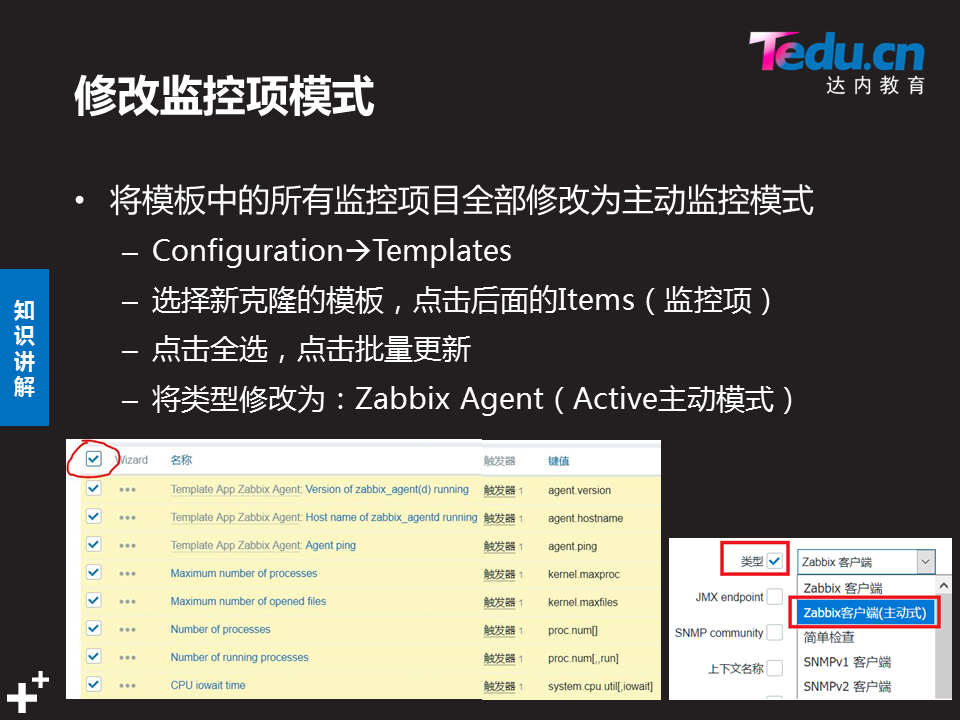 Tedu.cn
达内教育
修改监控项模式
• 将模板中的所有监控项目全部修改为主动监控模式
– Configuration→Templates
– 选择新克隆的模板，点击后面的Items（监控项）
– 点击全选，点击批量更新
– 将类型修改为：Zabbix Agent（Active主动模式）
知识讲解
Wizard 名称 触发器 键值
Template App Zabbix Agent: Version of zabbix_agent(d) running 触发器 1 agent.version
Template App Zabbix Agent: Host name of zabbix_agentd running 触发器 1 agent.hostname
Template App Zabbix Agent: Agent ping 触发器 1 agent.ping
Maximum number of processes 触发器 1 kernel.maxproc
Maximum number of opened files 触发器 1 kernel.maxfiles
Number of processes 触发器 1 proc.num[]
Number of running processes 触发器 1 proc.num[,,run]
CPU iowait time 触发器 1 system.cpu.util[,iowait]
类型 Zabbix 客户端
Zabbix 客户端
JMX endpoint
Zabbix客户端(主动式)
SNMP community
简单检查
SNMPv1 客户端
上下文名称
SNMPv2 客户端